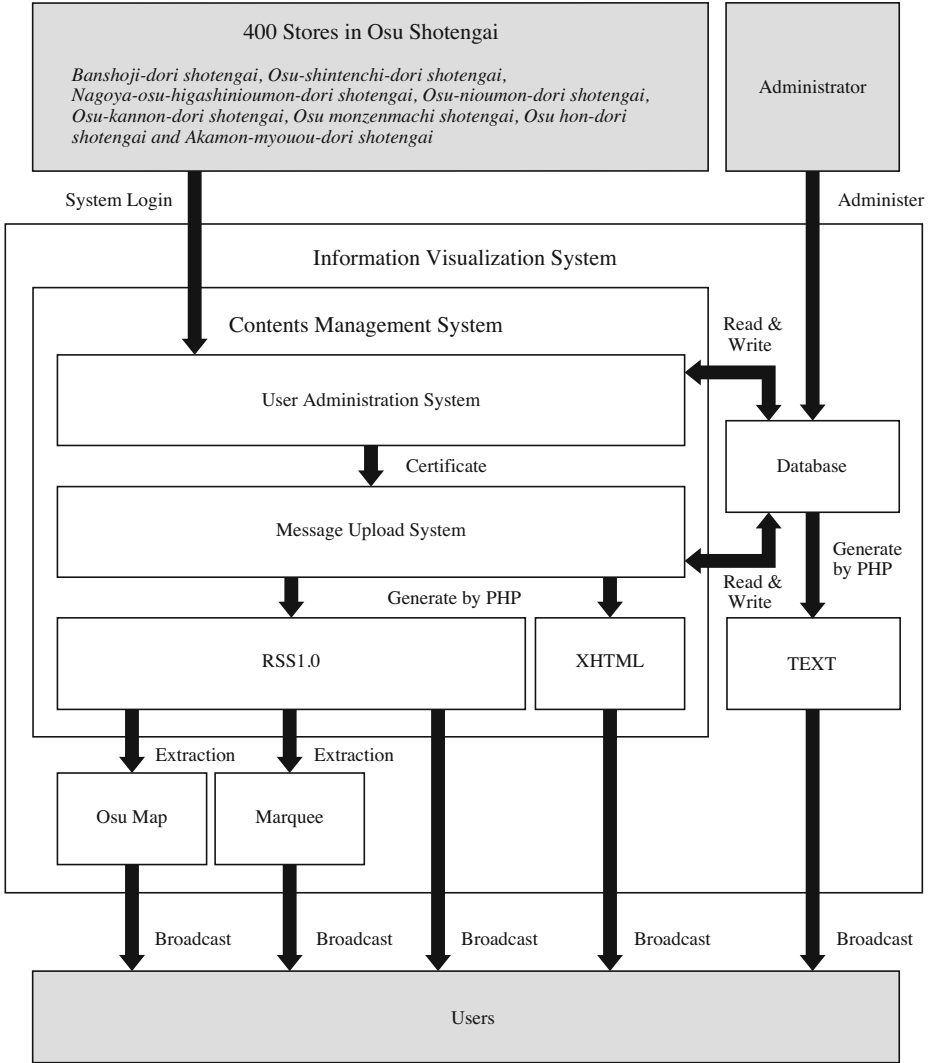 400 Stores in Osu Shotengai
Banshoji-dori shotengai, Osu-shintenchi-dori shotengai,
Nagoya-osu-higashinioumon-dori shotengai, Osu-nioumon-dori shotengai,
Osu-kannon-dori shotengai, Osu monzenmachi shotengai, Osu hon-dori
shotengai and Akamon-myouou-dori shotengai
Administrator
System Login
Administer
Information Visualization System
Contents Management System
Read &
Write
User Administration System
Certificate
Database
Message Upload System
Generate
by PHP
Read &
Write
Generate by PHP
RSS1.0
XHTML
TEXT
Extraction
Extraction
Osu Map
Marquee
Broadcast
Broadcast
Broadcast
Broadcast
Broadcast
Users